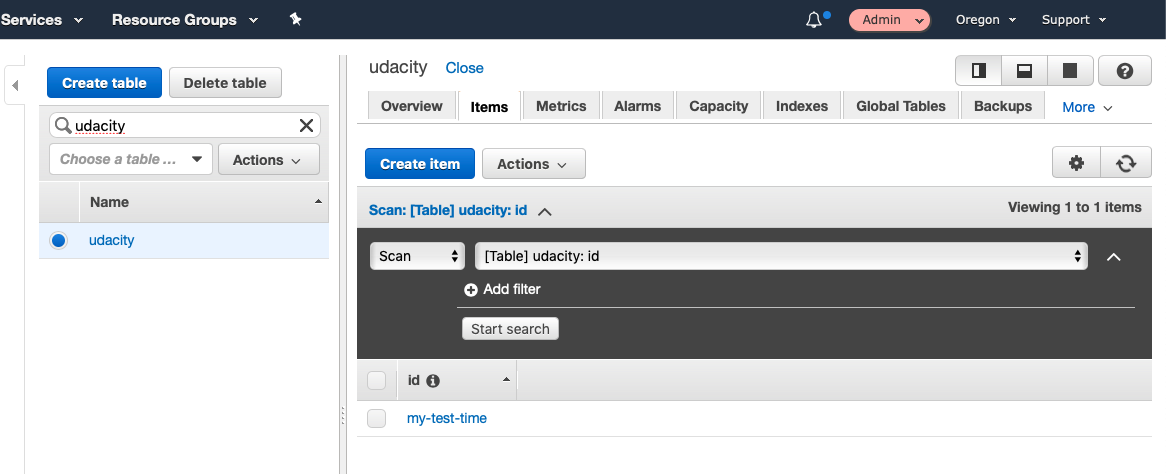 Services Resource Groups Admin Oregon Support
Create table Delete table
udacity
Choose a table ... Actions
Name
udacity
udacity Close
Overview Items Metrics Alarms Capacity Indexes Global Tables Backups More
Create item Actions
Scan: [Table] udacity: id Viewing 1 to 1 items
Scan [Table] udacity: id
Add filter
Start search
id
my-test-time